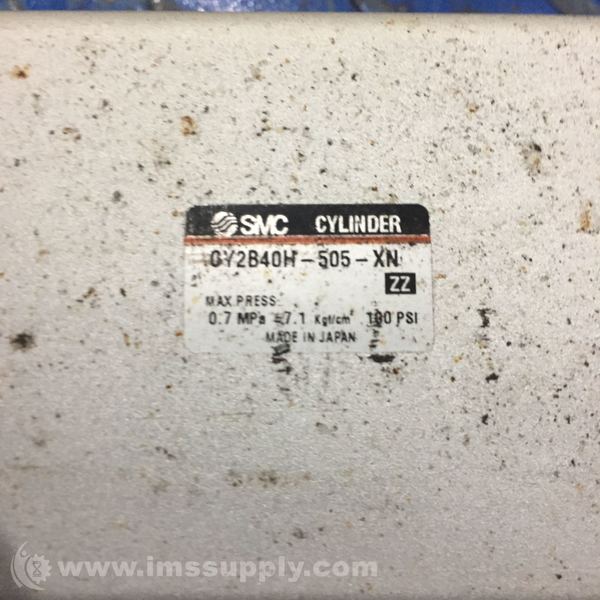 SMC CYLINDER
CY2B40H-505-XN
ZZ
MAX.PRESS:
0.7 MPa =7.1 Kgf/cm² 100 PSI
MADE IN JAPAN
www.imssupply.com